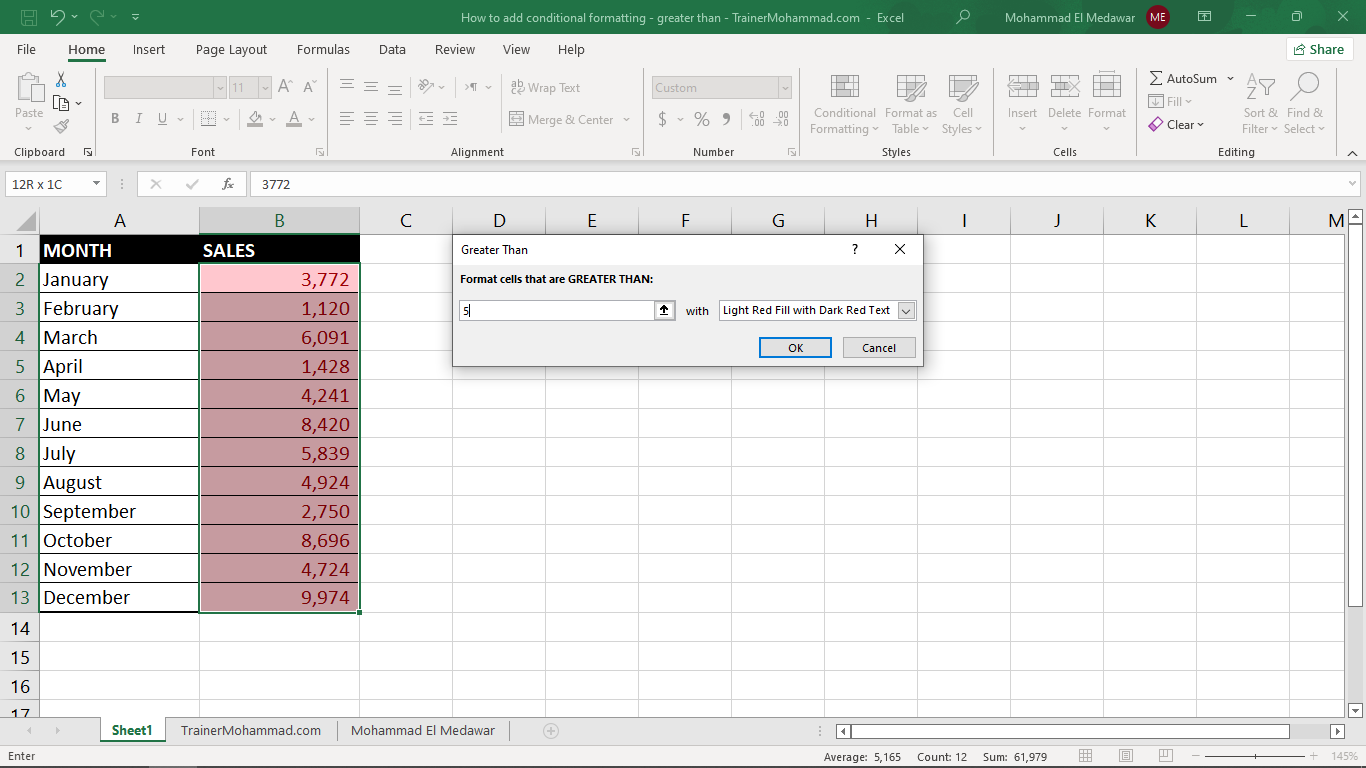 How to add conditional formatting - greater than - TrainerMohammad.com - Excel
Mohammad El Medawar ME
File Home Insert Page Layout Formulas Data Review View Help Share
Paste
Clipboard
11
B I U A
Font
ab Wrap Text
Merge & Center
Alignment
Custom
$ % 9
Number
Conditional Formatting
Format as Table
Cell Styles
Styles
Insert Delete Format
Cells
AutoSum
Fill
Clear
Sort & Filter
Find & Select
Editing
12R x 1C fx 3772
A B C D E F G H I J K L M
1 MONTH SALES
2 January 3,772
3 February 1,120
4 March 6,091
5 April 1,428
6 May 4,241
7 June 8,420
8 July 5,839
9 August 4,924
10 September 2,750
11 October 8,696
12 November 4,724
13 December 9,974
14
15
16
17
Greater Than ?
Format cells that are GREATER THAN:
5 with Light Red Fill with Dark Red Text
OK Cancel
Sheet1 TrainerMohammad.com Mohammad El Medawar
Enter Average: 5,165 Count: 12 Sum: 61,979 145%